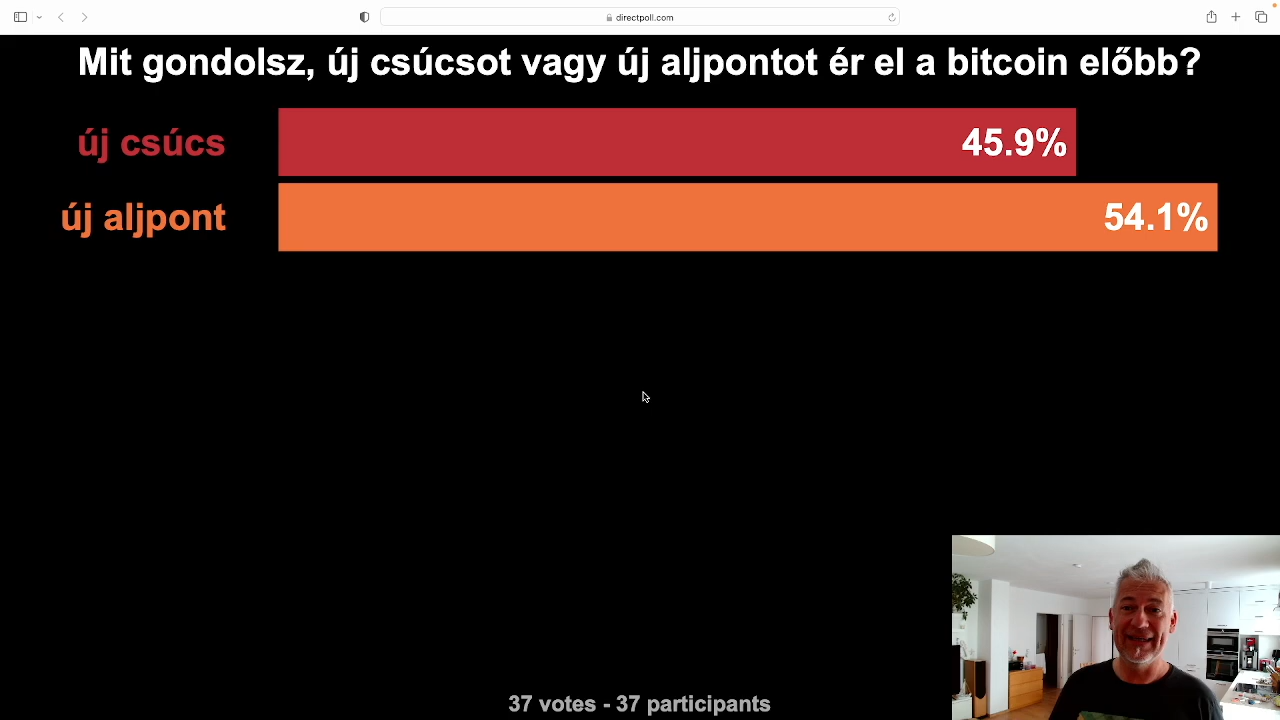 directpoll.com
Mit gondolsz, új csúcsot vagy új aljpontot ér el a bitcoin előbb?
új csúcs 45.9%
új aljpont 54.1%
37 votes - 37 participants